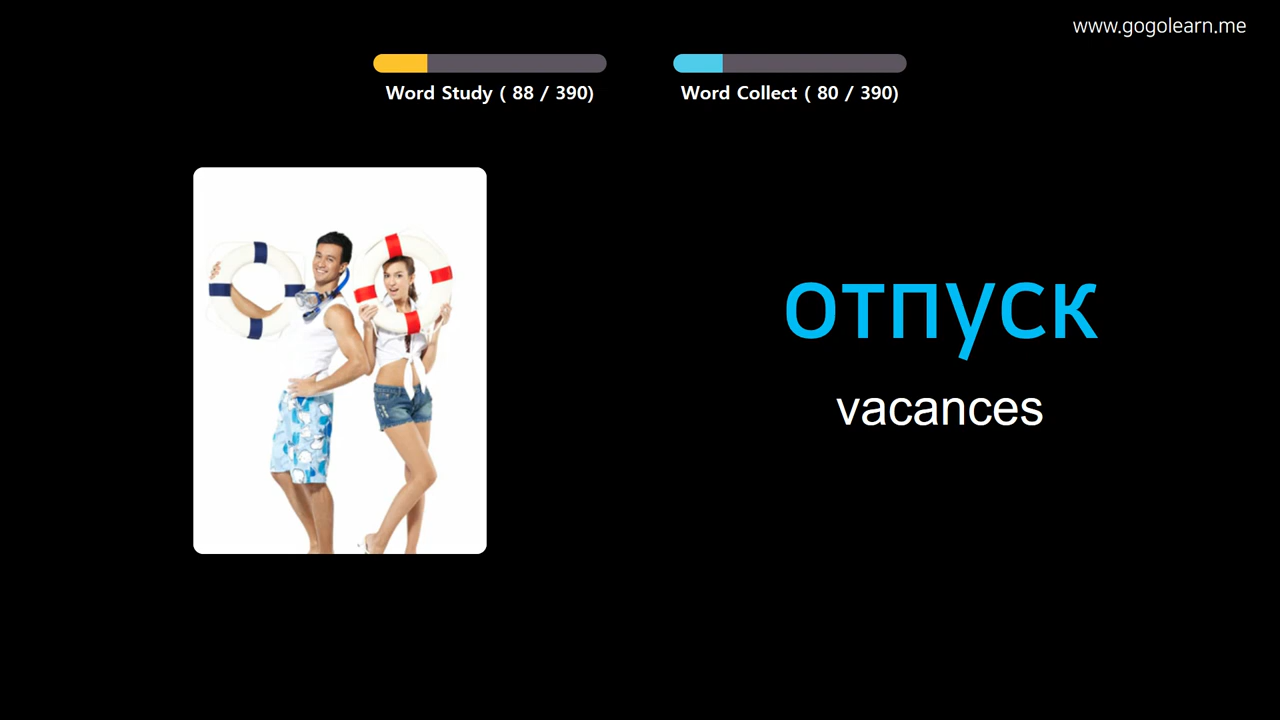 www.gogolearn.me
Word Study ( 88 / 390)
Word Collect ( 80 / 390)
отпуск
vacances